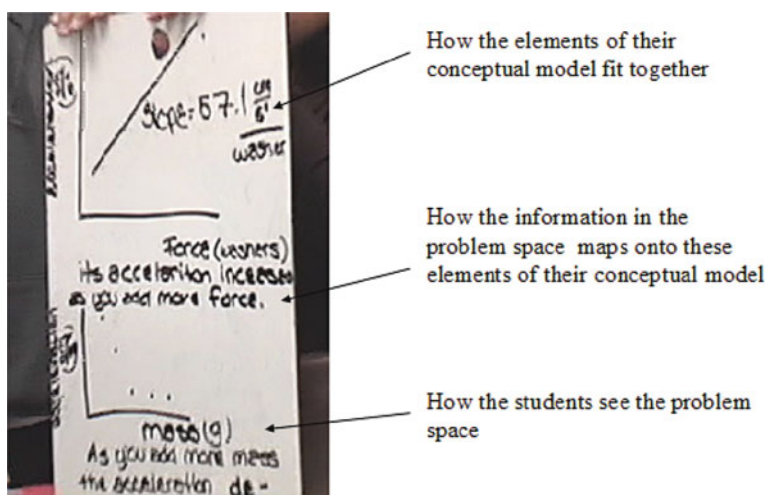 How the elements of their
conceptual model fit together
acceleration
slope = 57.1 cm
washer
How the information in the
problem space maps onto these
elements of their conceptual model
Force (washers)
its acceleration increases
as you add more force.
acceleration
How the students see the problem
space
mass (g)
As you add more mass
the acceleration de-